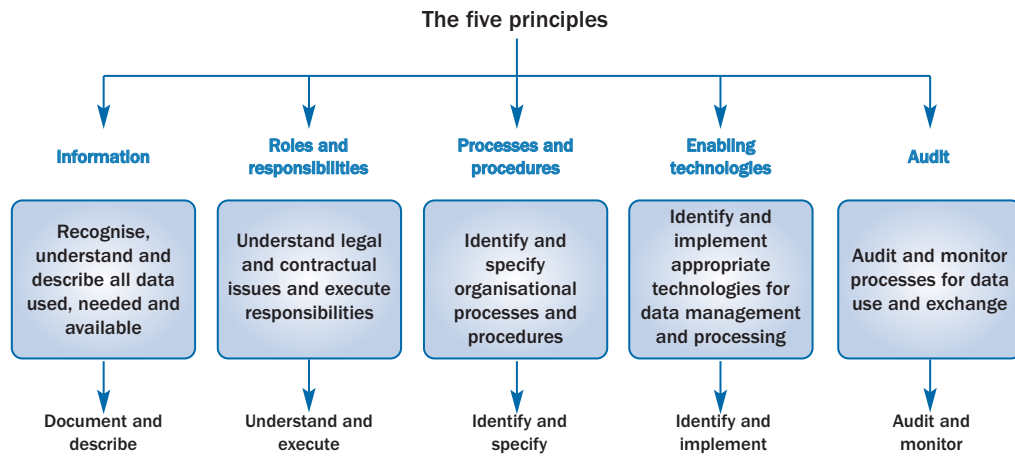 The five principles
Information
Roles and
responsibilities
Processes and
procedures
Enabling
technologies
Audit
Recognise,
understand and
describe all data
used, needed and
available
Understand legal
and contractual
issues and execute
responsibilities
Identify and
specify
organisational
processes and
procedures
Identify and
implement
appropriate
technologies for
data management
and processing
Audit and monitor
processes for data
use and exchange
Document and
describe
Understand and
execute
Identify and
specify
Identify and
implement
Audit and
monitor